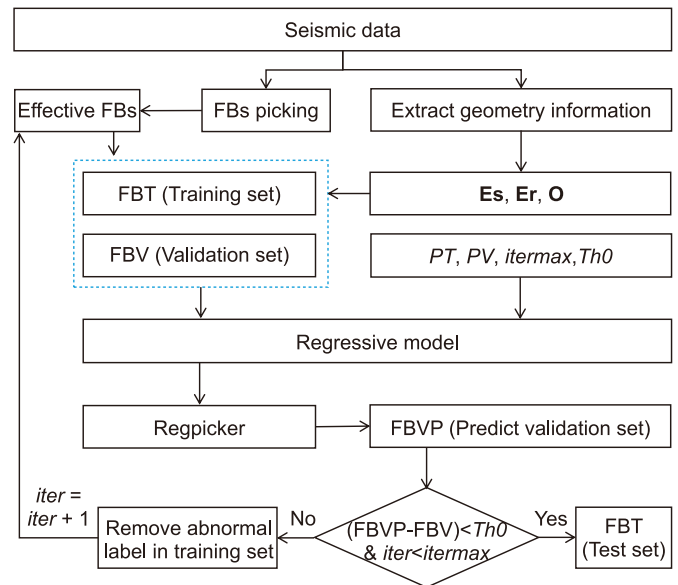 Seismic data
Effective FBs
FBs picking
Extract geometry information
FBT (Training set)
Es, Er, O
FBV (Validation set)
PT, PV, itermax,Th0
Regressive model
Regpicker
FBVP (Predict validation set)
iter =
iter + 1
Remove abnormal
label in training set
No
(FBVP-FBV)<Th0
& iter<itermax
Yes
FBT
(Test set)